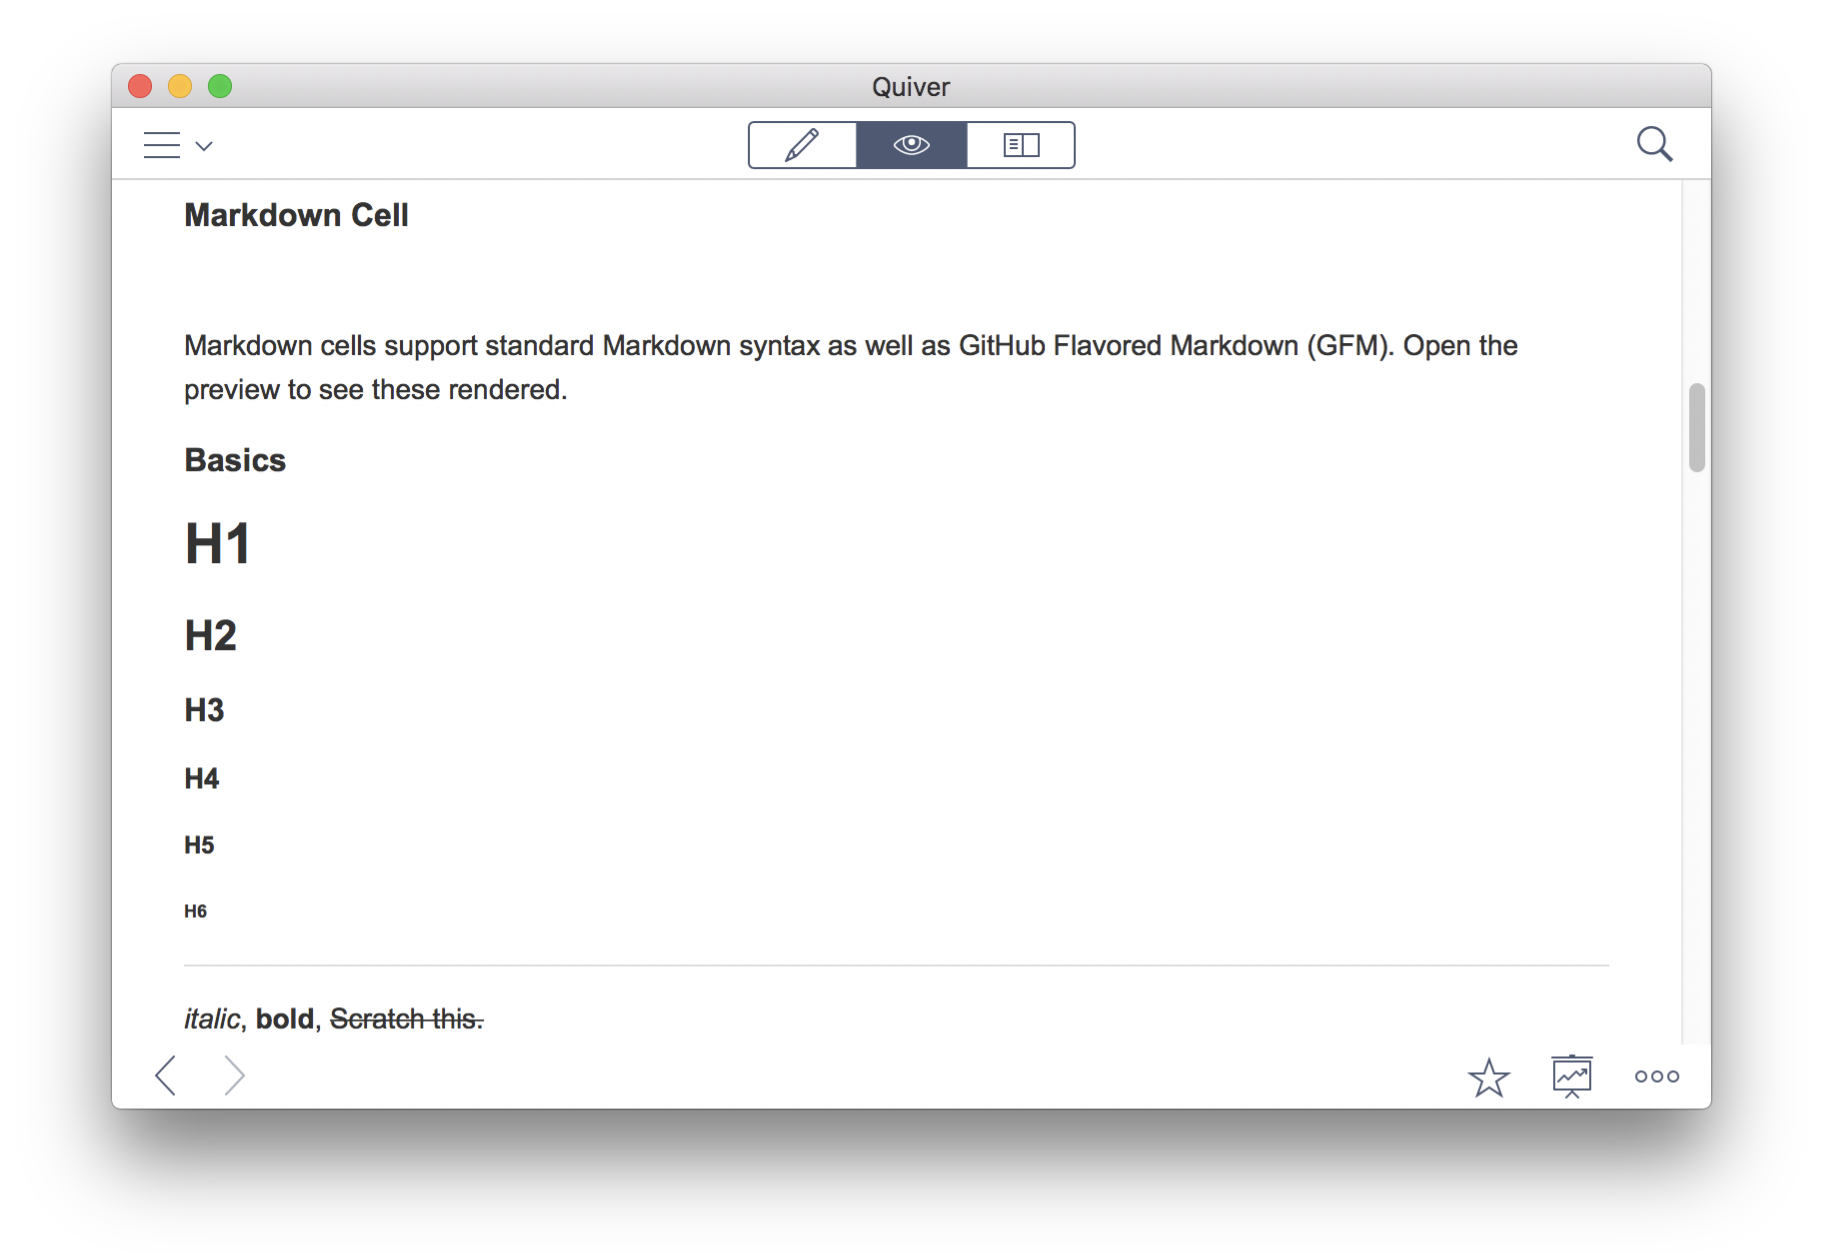 Quiver
Markdown Cell
Markdown cells support standard Markdown syntax as well as GitHub Flavored Markdown (GFM). Open the
preview to see these rendered.
Basics
H1
H2
H3
H4
H5
H6
italic, bold, Scratch this.